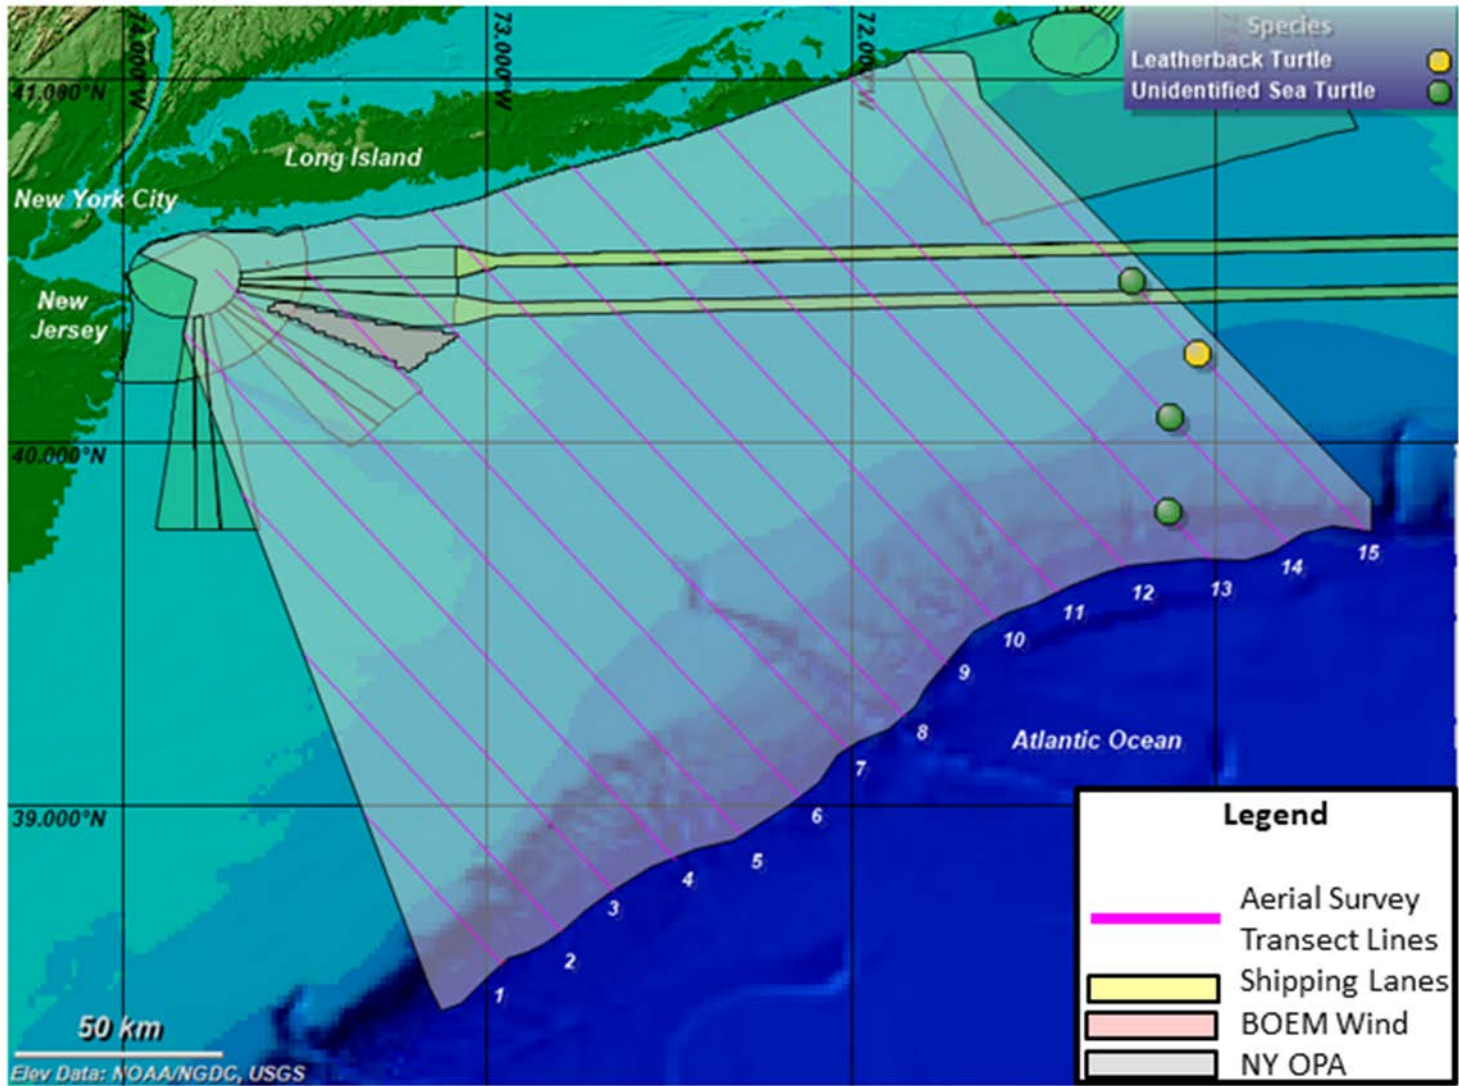 74.000°W
73.000°W
72.000°W
Species
Leatherback Turtle
Unidentified Sea Turtle
41.000°N
Long Island
New York City
New
Jersey
40.000°N
15
14
13
12
11
10
9
8
Atlantic Ocean
7
39.000°N
6
5
4
3
2
1
Legend
Aerial Survey
Transect Lines
Shipping Lanes
BOEM Wind
NY OPA
50 km
Elev Data: NOAA/NGDC, USGS